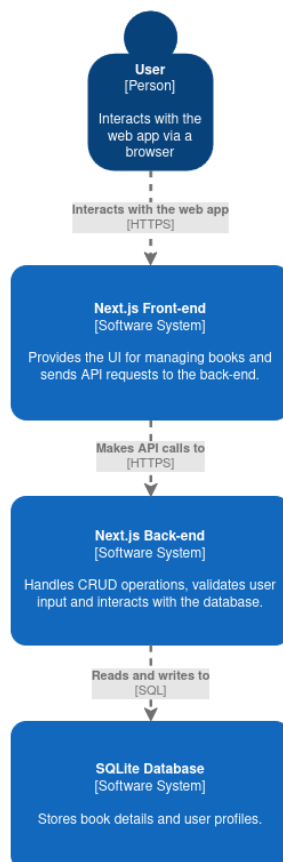 User
[Person]
Interacts with the
web app via a
browser
Interacts with the web app
[HTTPS]
Next.js Front-end
[Software System]
Provides the UI for managing books and
sends API requests to the back-end.
Makes API calls to
[HTTPS]
Next.js Back-end
[Software System]
Handles CRUD operations, validates user
input and interacts with the database.
Reads and writes to
[SQL]
SQLite Database
[Software System]
Stores book details and user profiles.